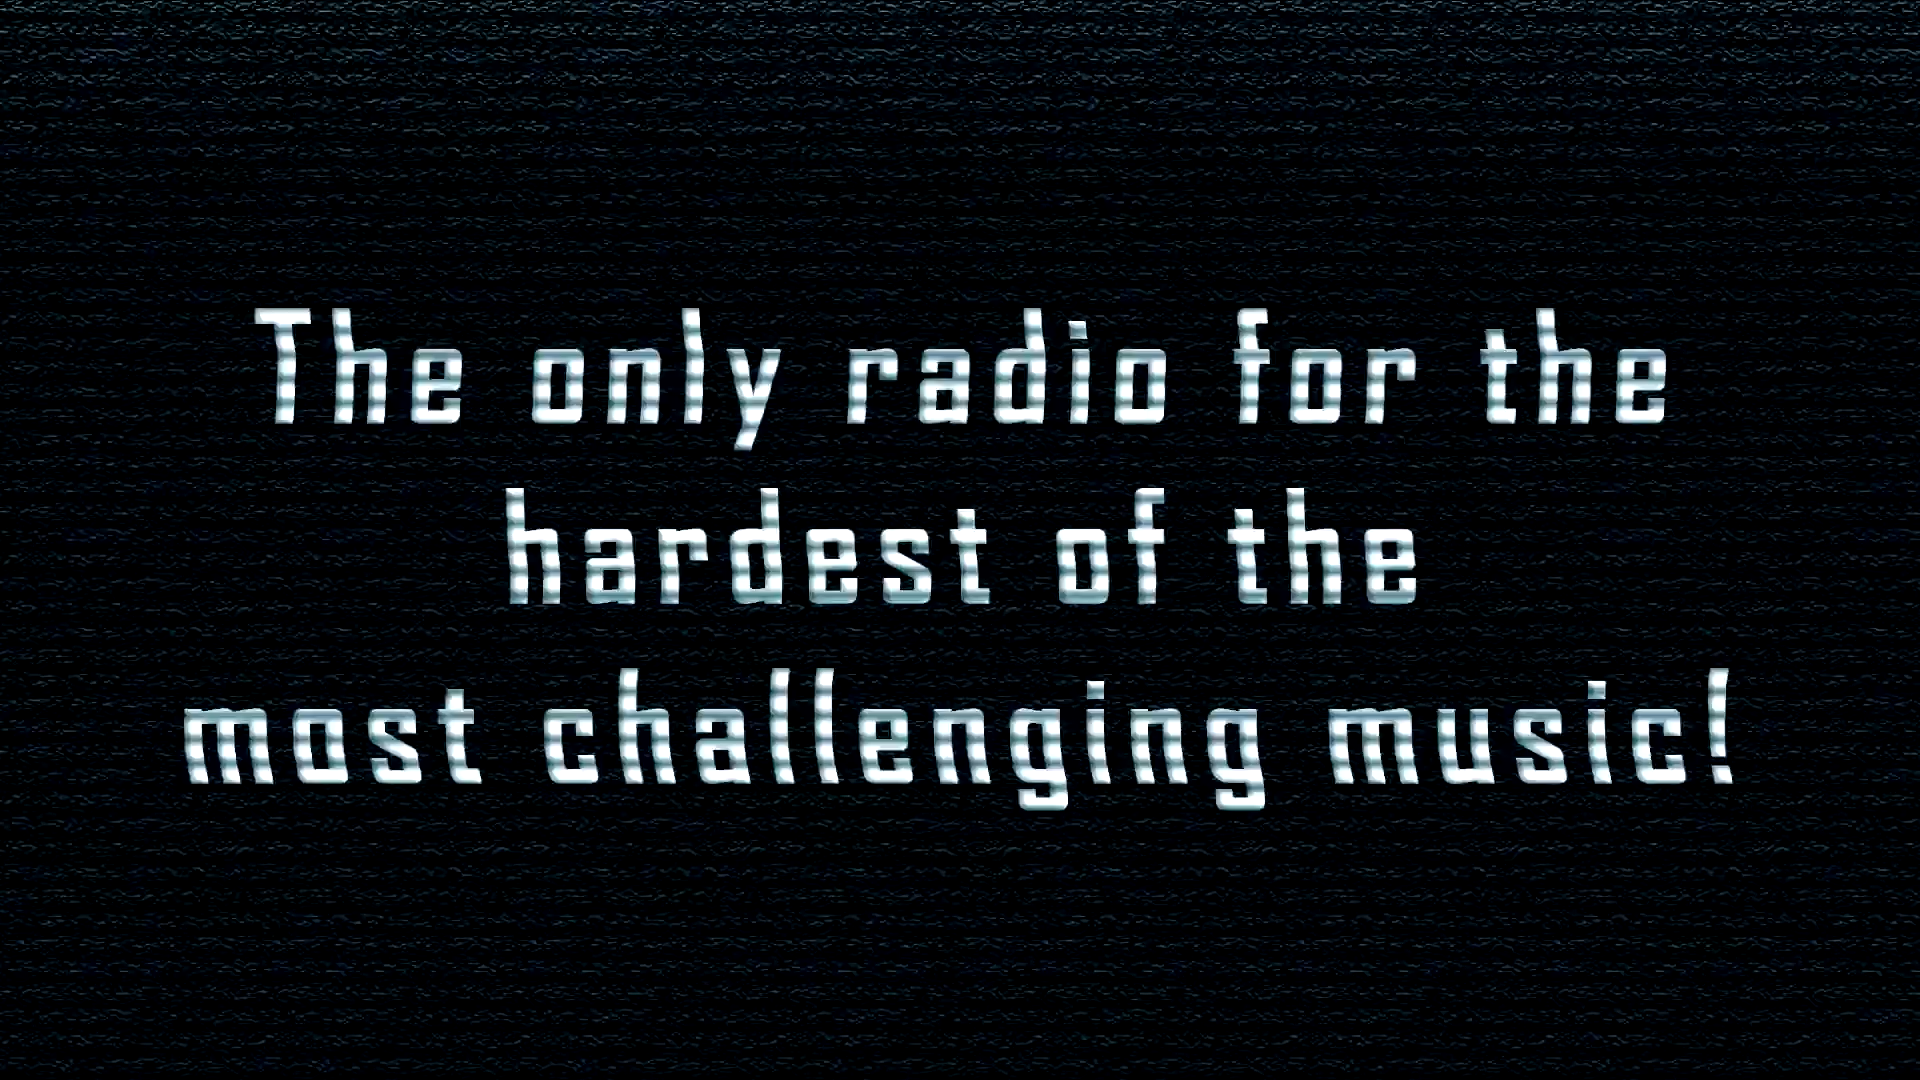 The only radio for the
hardest of the
most challenging music!